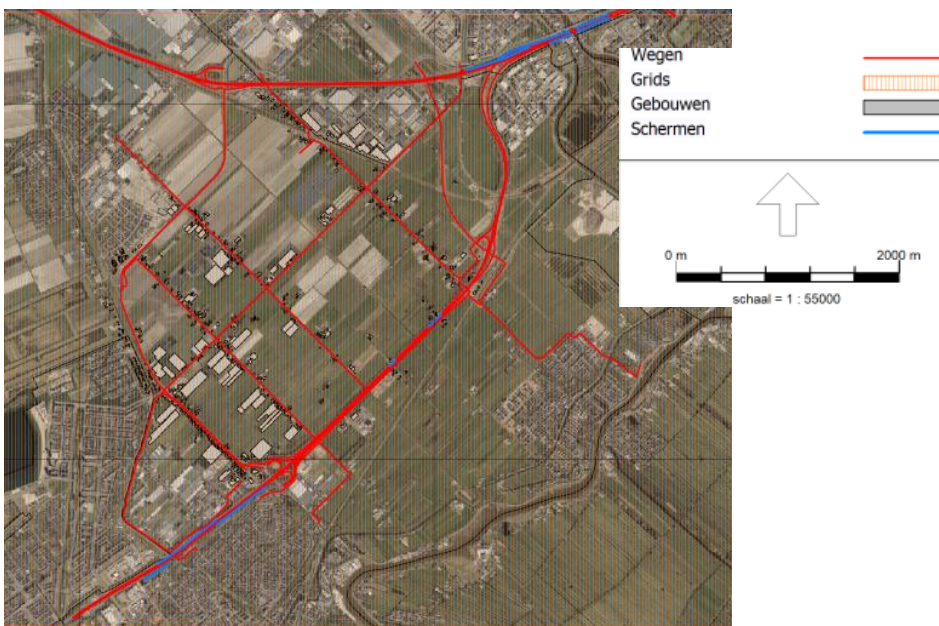 Wegen
Grids
Gebouwen
Schermen
0 m 2000 m
schaal = 1 : 55000